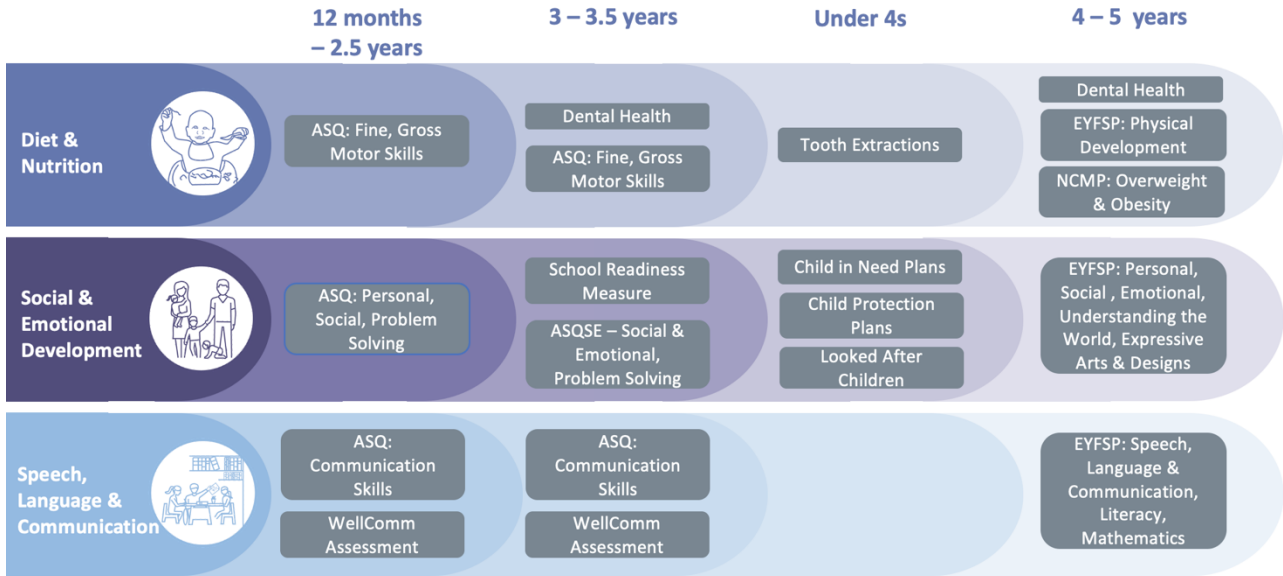 12 months
– 2.5 years
3 – 3.5 years
Under 4s
4 – 5 years
Diet &
Nutrition
ASQ: Fine, Gross
Motor Skills
Dental Health
ASQ: Fine, Gross
Motor Skills
Tooth Extractions
Dental Health
EYFSP: Physical
Development
NCMP: Overweight
& Obesity
Social &
Emotional
Development
ASQ: Personal,
Social, Problem
Solving
School Readiness
Measure
ASQSE – Social &
Emotional,
Problem Solving
Child in Need Plans
Child Protection
Plans
Looked After
Children
EYFSP: Personal,
Social , Emotional,
Understanding the
World, Expressive
Arts & Designs
Speech,
Language &
Communication
ASQ:
Communication
Skills
WellComm
Assessment
ASQ:
Communication
Skills
WellComm
Assessment
EYFSP: Speech,
Language &
Communication,
Literacy,
Mathematics